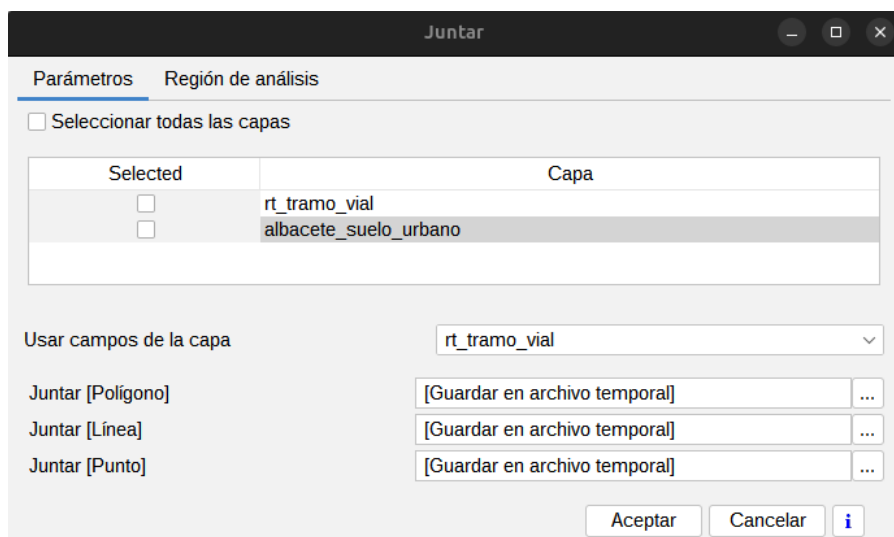 Juntar
Parámetros Región de análisis
Seleccionar todas las capas
Selected Capa
rt_tramo_vial
albacete_suelo_urbano
Usar campos de la capa rt_tramo_vial
Juntar [Polígono] [Guardar en archivo temporal] ...
Juntar [Línea] [Guardar en archivo temporal] ...
Juntar [Punto] [Guardar en archivo temporal] ...
Aceptar Cancelar i